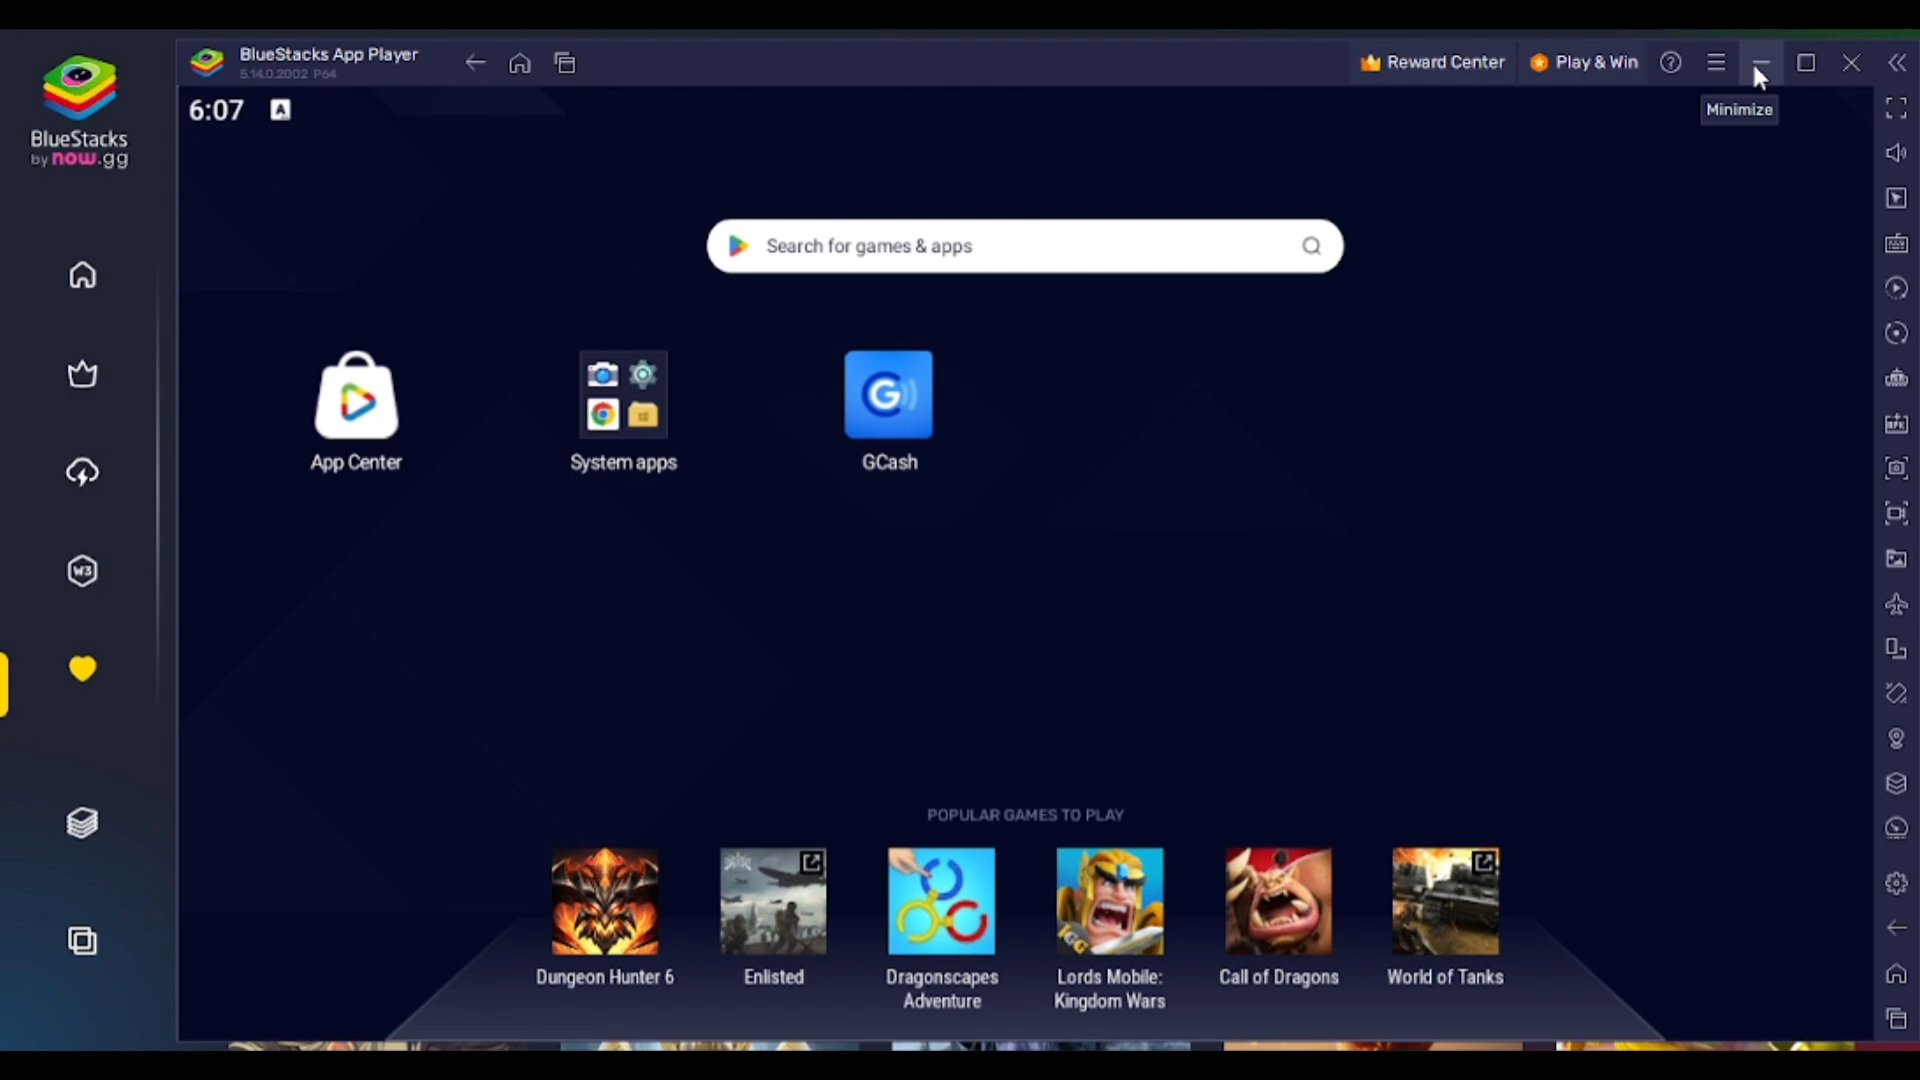 BlueStacks App Player
5.14.0.2002 P64
Reward Center
Play & Win
Minimize
BlueStacks
by now.gg
6:07
A
Search for games & apps
App Center
System apps
GCash
POPULAR GAMES TO PLAY
IGG
Dungeon Hunter 6
Enlisted
Dragonscapes
Adventure
Lords Mobile:
Kingdom Wars
Call of Dragons
World of Tanks